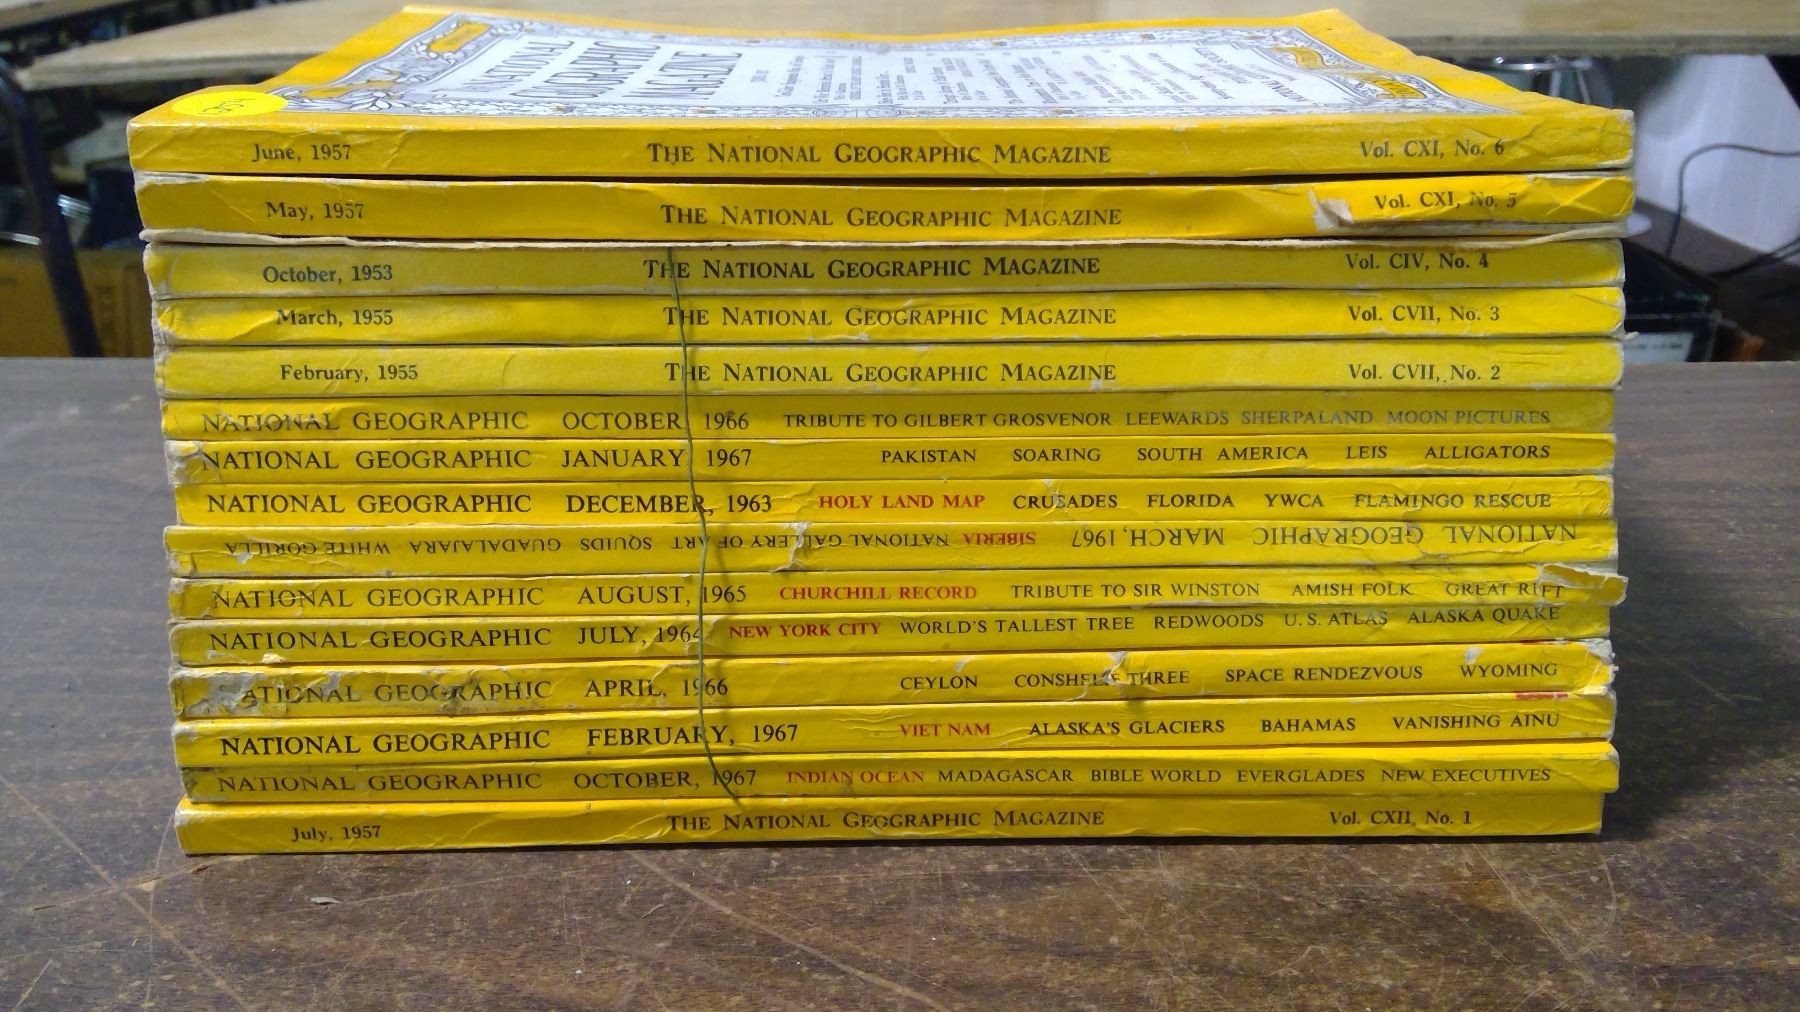 NATIONAL
GEOGRAPHIC
MAGAZINE
June, 1957 THE NATIONAL GEOGRAPHIC MAGAZINE Vol. CXI, No. 6
May, 1957 THE NATIONAL GEOGRAPHIC MAGAZINE Vol. CXI, No. 5
October, 1953 THE NATIONAL GEOGRAPHIC MAGAZINE Vol. CIV, No. 4
March, 1955 THE NATIONAL GEOGRAPHIC MAGAZINE Vol. CVII, No. 3
February, 1955 THE NATIONAL GEOGRAPHIC MAGAZINE Vol. CVII, No. 2
NATIONAL GEOGRAPHIC OCTOBER 1966 TRIBUTE TO GILBERT GROSVENOR LEEWARDS SHERPALAND MOON PICTURES
NATIONAL GEOGRAPHIC JANUARY 1967 PAKISTAN SOARING SOUTH AMERICA LEIS ALLIGATORS
NATIONAL GEOGRAPHIC DECEMBER, 1963 HOLY LAND MAP CRUSADES FLORIDA YWCA FLAMINGO RESCUE
NATIONAL GEOGRAPHIC MARCH, 1967 SIBERIA NATIONAL GALLERY OF ART SQUIDS GUADALAJARA WHITE GORILLA
NATIONAL GEOGRAPHIC AUGUST, 1965 CHURCHILL RECORD TRIBUTE TO SIR WINSTON AMISH FOLK GREAT RIFT
NATIONAL GEOGRAPHIC JULY, 1964 NEW YORK CITY WORLD'S TALLEST TREE REDWOODS U.S. ATLAS ALASKA QUAKE
NATIONAL GEOGRAPHIC APRIL, 1966 CEYLON CONSHELF THREE SPACE RENDEZVOUS WYOMING
NATIONAL GEOGRAPHIC FEBRUARY, 1967 VIET NAM ALASKA'S GLACIERS BAHAMAS VANISHING AINU
NATIONAL GEOGRAPHIC OCTOBER, 1967 INDIAN OCEAN MADAGASCAR BIBLE WORLD EVERGLADES NEW EXECUTIVES
July, 1957 THE NATIONAL GEOGRAPHIC MAGAZINE Vol. CXII, No. 1